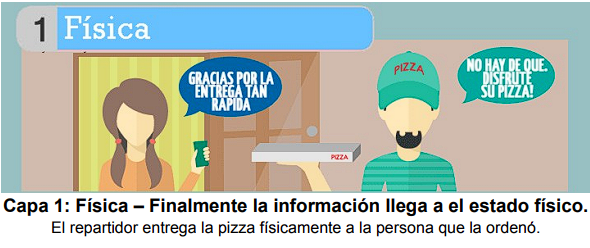 1 Física
GRACIAS POR LA
ENTREGA TAN
RAPIDA
PIZZA
NO HAY DE QUE.
DISFRUTE
SU PIZZA!
PIZZA
Capa 1: Física – Finalmente la información llega a el estado físico.
El repartidor entrega la pizza físicamente a la persona que la ordenó.